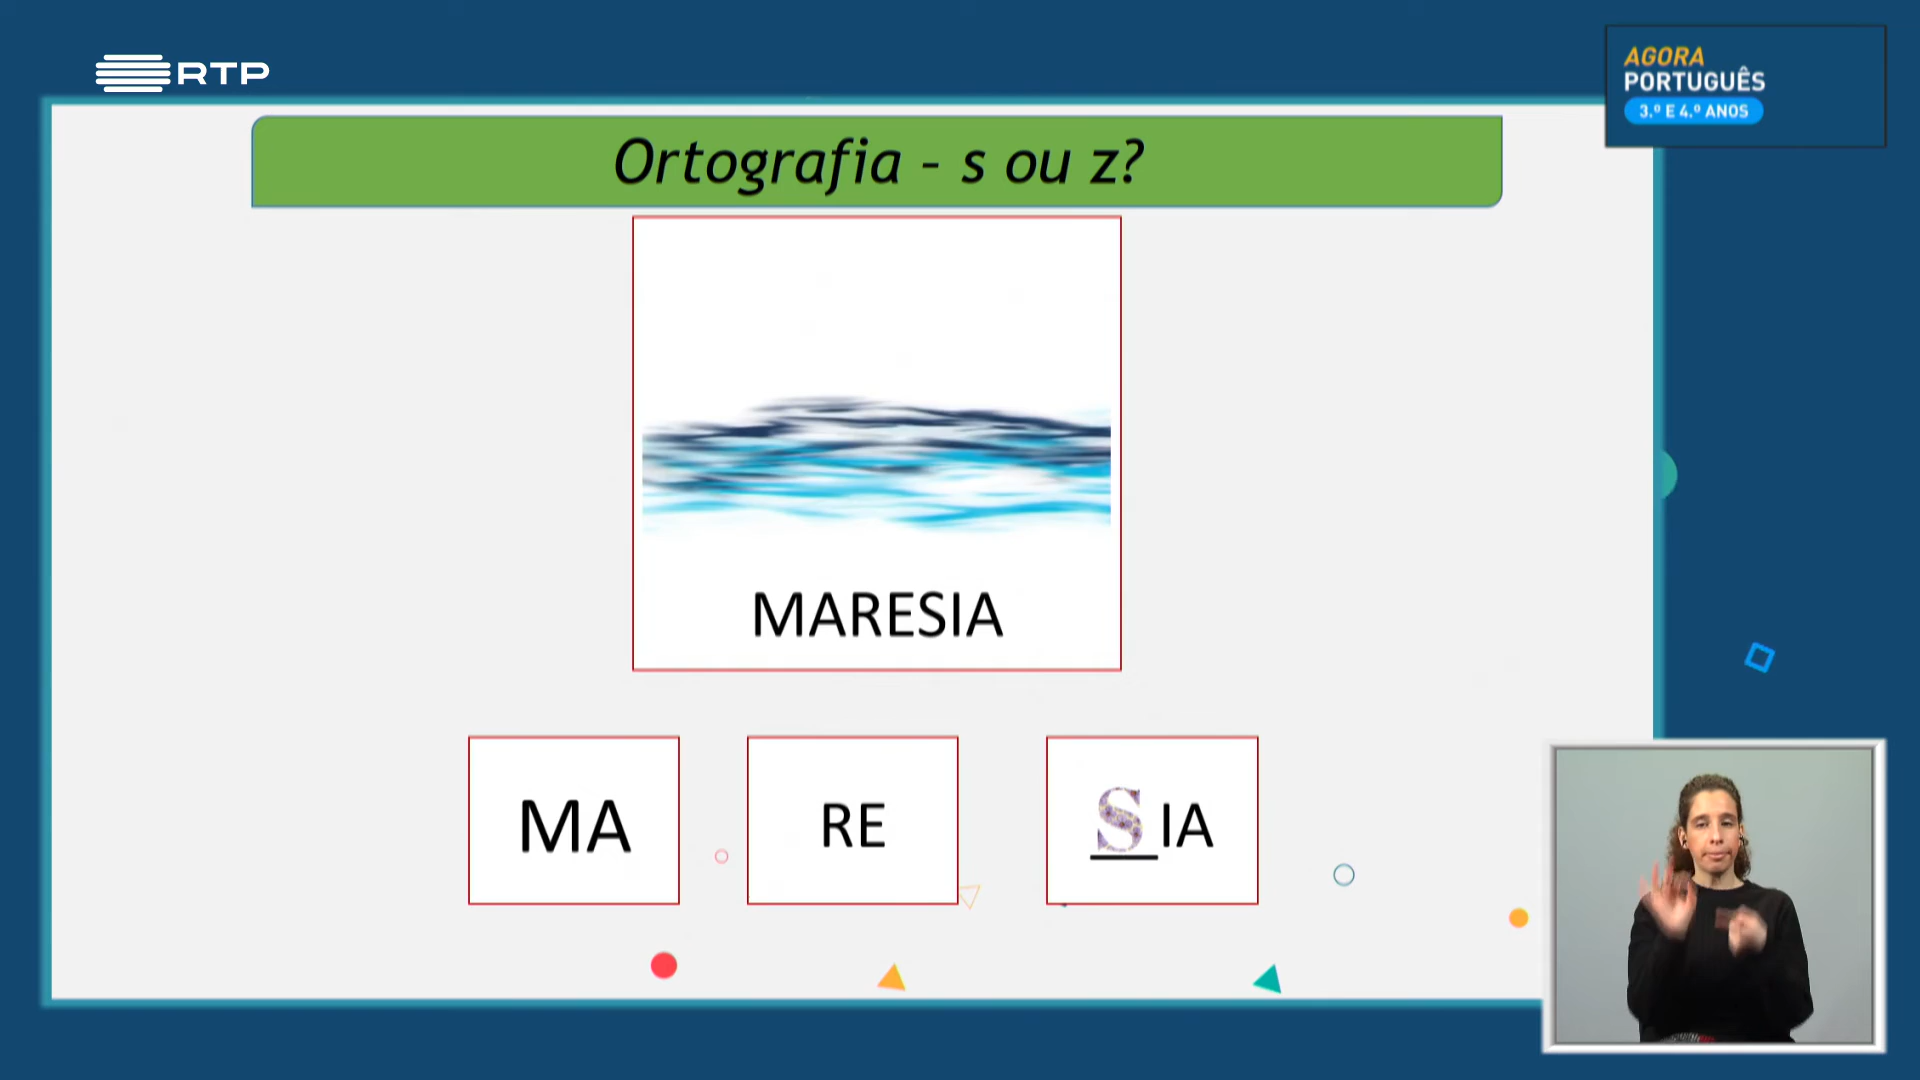 RTP
AGORA
PORTUGUÊS
3.º E 4.º ANOS
Ortografia - s ou z?
MARESIA
MA
RE
SIA